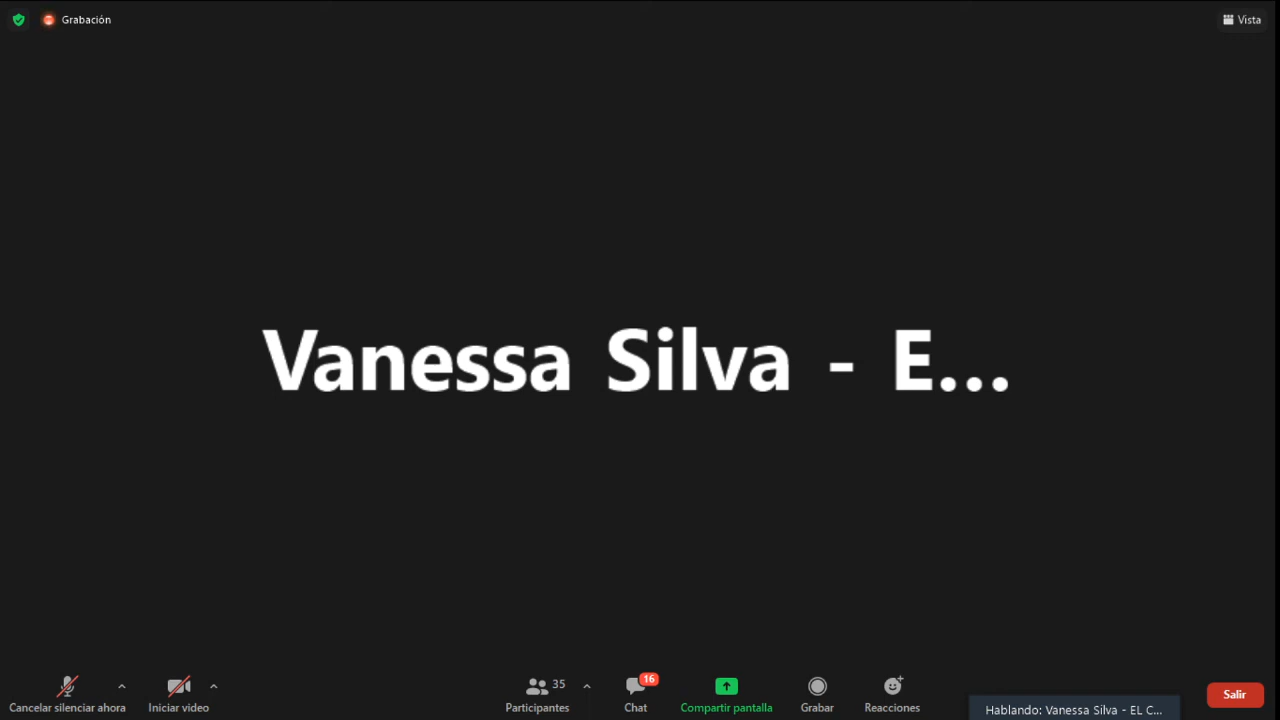 Grabación
Vista
Vanessa Silva - E...
35
16
Cancelar silenciar ahora
Iniciar video
Participantes
Chat
Compartir pantalla
Grabar
Reacciones
Hablando: Vanessa Silva - EL C...
Salir